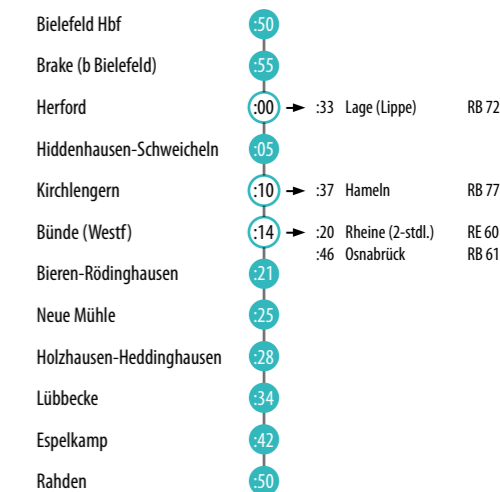 Bielefeld Hbf :50
Brake (b Bielefeld) :55
Herford :00 :33 Lage (Lippe) RB 72
Hiddenhausen-Schweicheln :05
Kirchlengern :10 :37 Hameln RB 77
Bünde (Westf) :14 :20 Rheine (2-stdl.) RE 60
:46 Osnabrück RB 61
Bieren-Rödinghausen :21
Neue Mühle :25
Holzhausen-Heddinghausen :28
Lübbecke :34
Espelkamp :42
Rahden :50